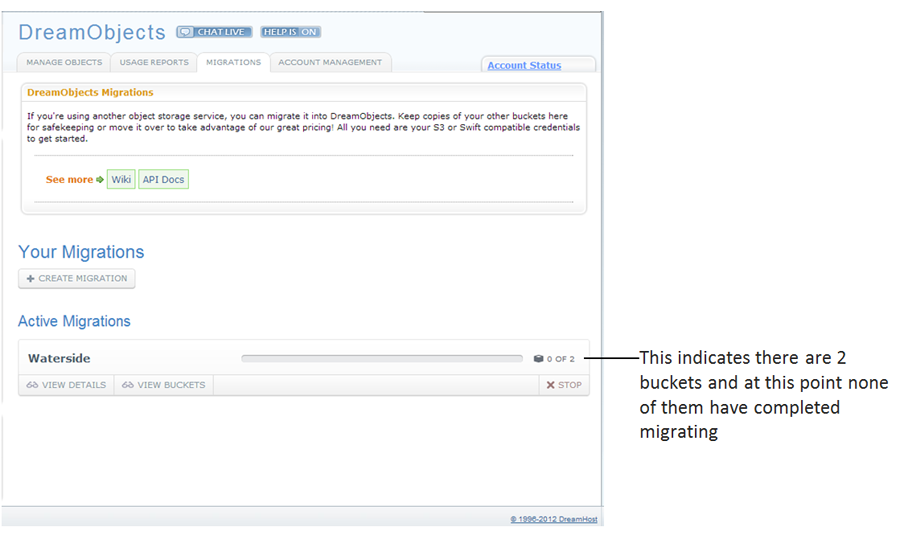 DreamObjects CHAT LIVE HELP IS ON
MANAGE OBJECTS USAGE REPORTS MIGRATIONS ACCOUNT MANAGEMENT Account Status
DreamObjects Migrations
If you're using another object storage service, you can migrate it into DreamObjects. Keep copies of your other buckets here
for safekeeping or move it over to take advantage of our great pricing! All you need are your S3 or Swift compatible credentials
to get started.
See more Wiki API Docs
Your Migrations
+ CREATE MIGRATION
Active Migrations
Waterside 0 OF 2
VIEW DETAILS VIEW BUCKETS X STOP
This indicates there are 2
buckets and at this point none
of them have completed
migrating
© 1996-2012 DreamHost